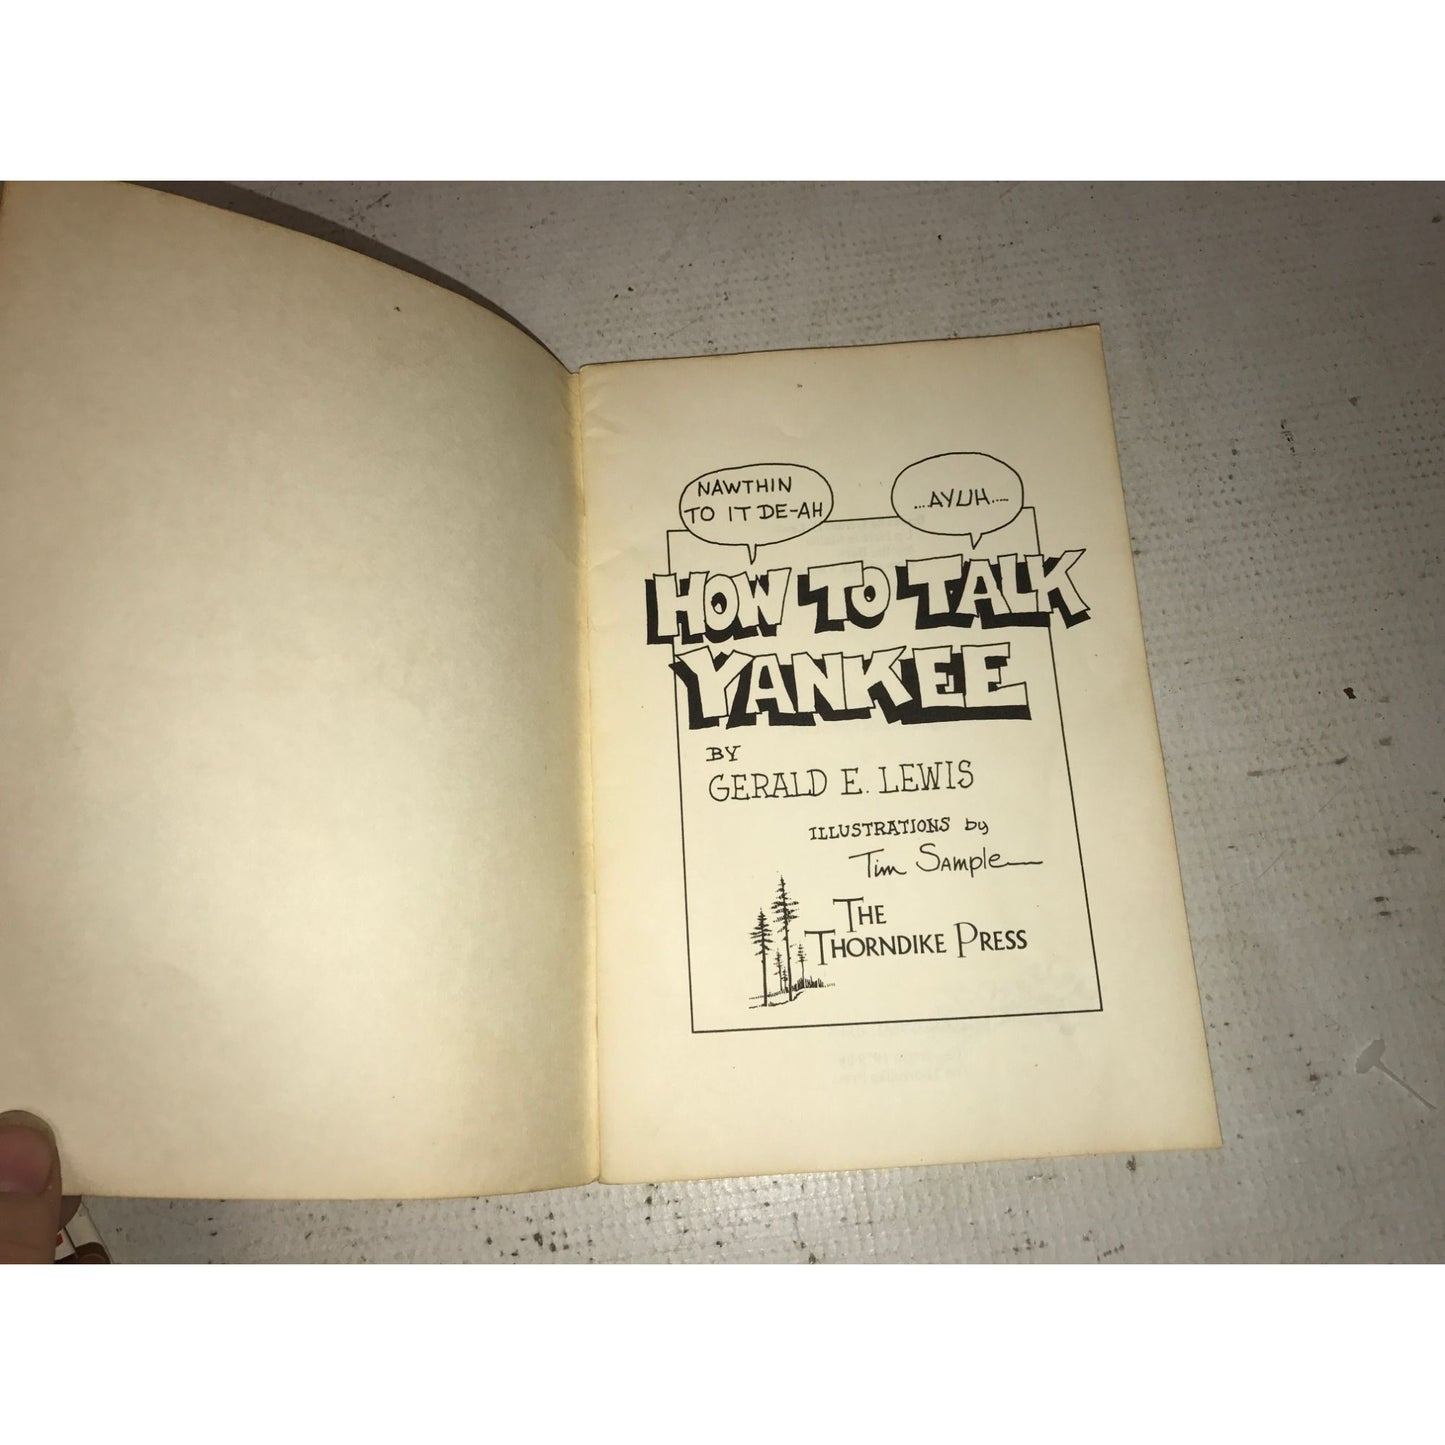 NAWTHIN
TO IT DE-AH
...AYUH....
HOW TO TALK
YANKEE
BY
GERALD E. LEWIS
ILLUSTRATIONS by
Tim Sample
THE
THORNDIKE PRESS